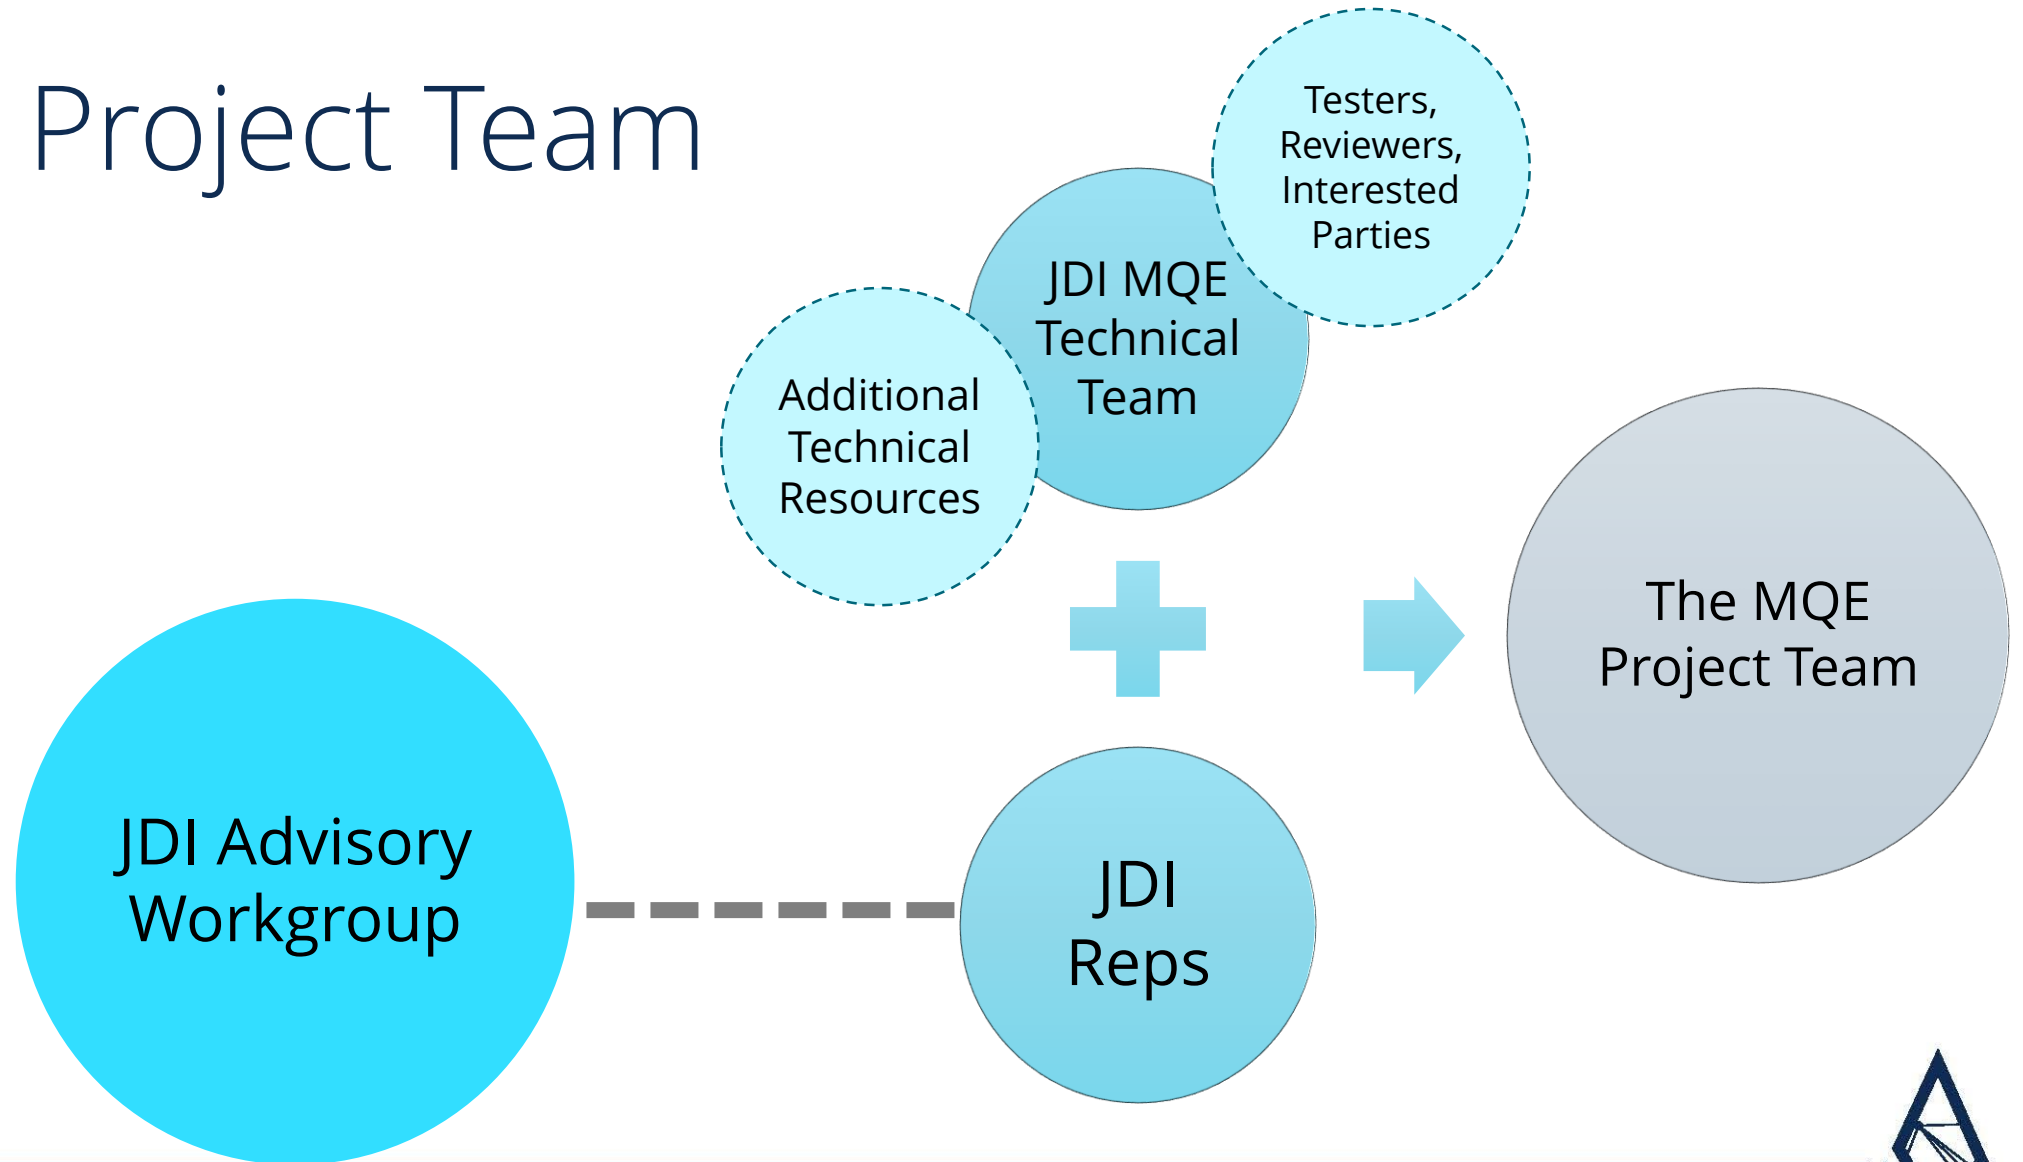 Project Team
Testers,
Reviewers,
Interested
Parties
JDI MQE
Technical
Team
Additional
Technical
Resources
The MQE
Project Team
JDI Advisory
Workgroup
JDI
Reps